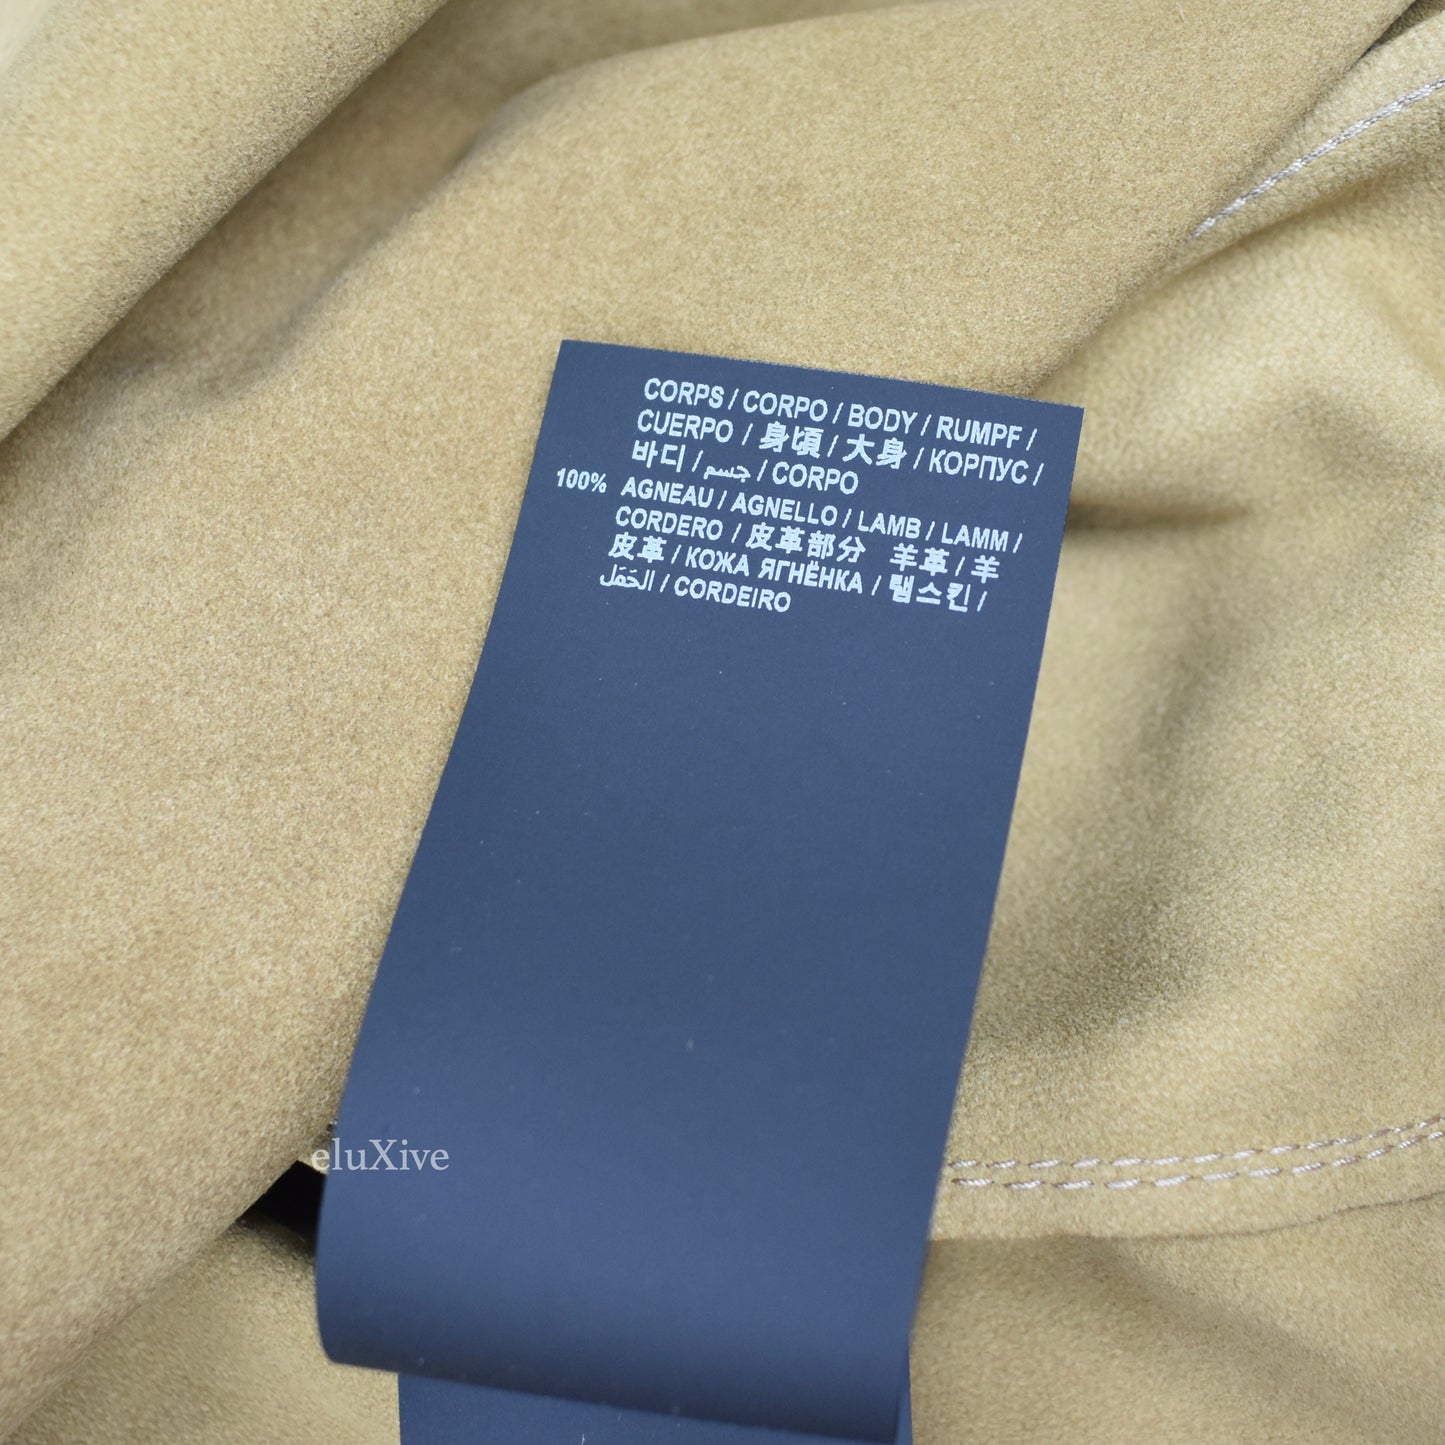 CORPS / CORPO / BODY / RUMPF /
CUERPO / 身頃 / 大身 / КОРПУС /
바디 / جسم / CORPO
100% AGNEAU / AGNELLO / LAMB / LAMM /
CORDERO / 皮革部分 羊革 / 羊
皮革 / КОЖА ЯГНЁНКА / 램스킨 /
الحَمَل / CORDEIRO
eluXive